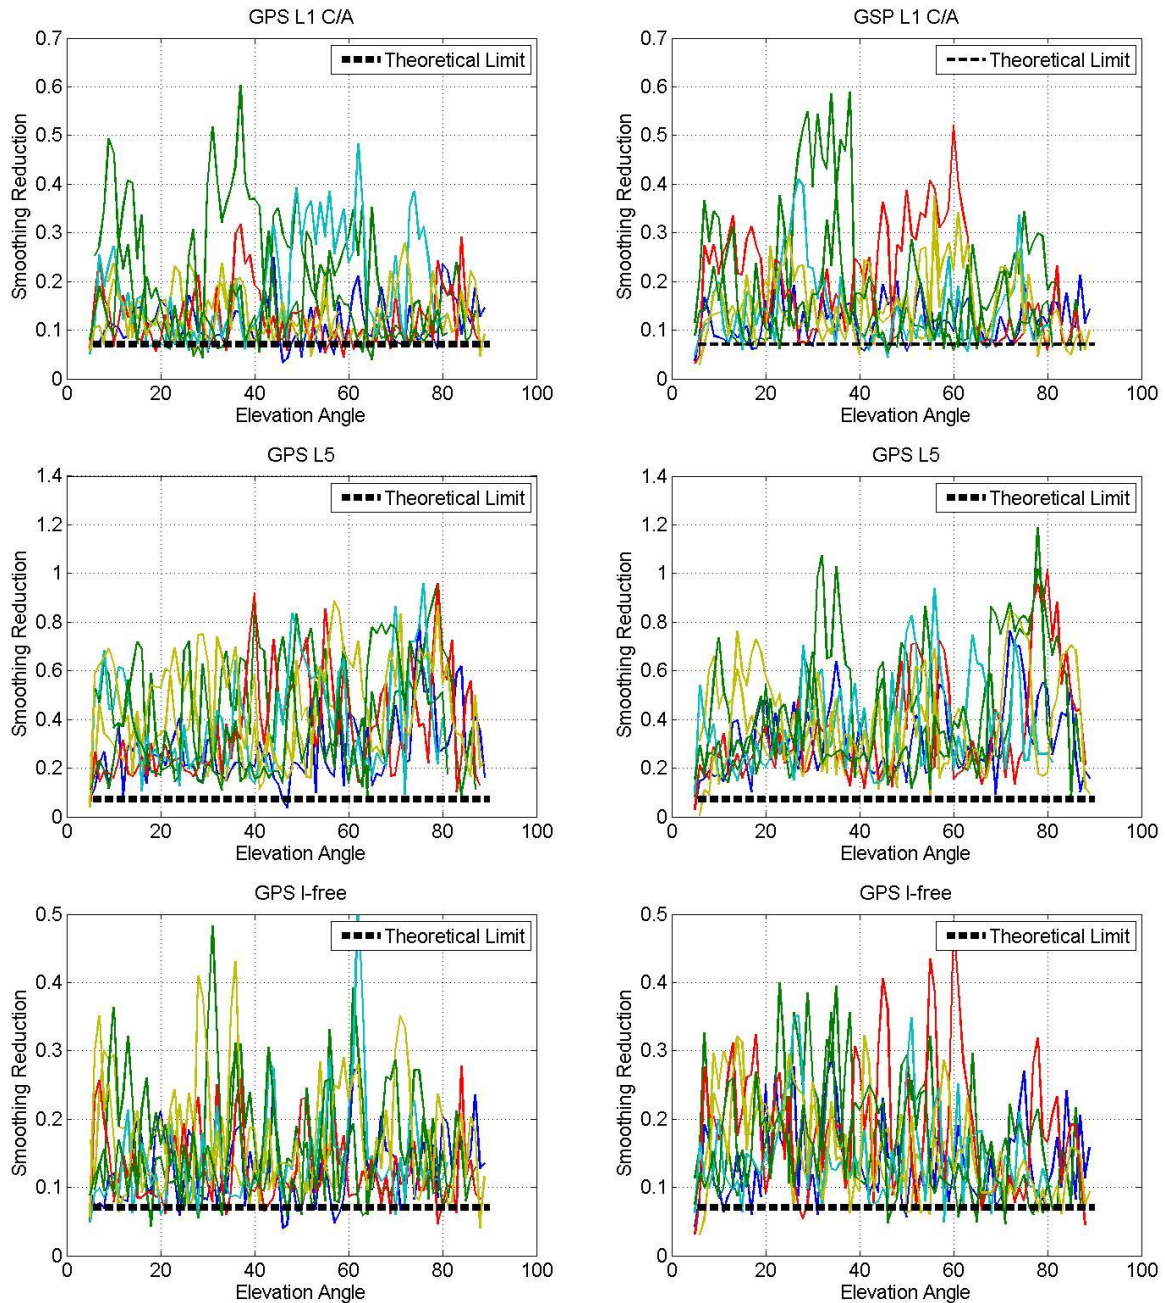 GPS L1 C/A
0.7
0.6
0.5
0.4
0.3
0.2
0.1
0
Smoothing Reduction
Theoretical Limit
0 20 40 60 80 100
Elevation Angle
GSP L1 C/A
0.7
0.6
0.5
0.4
0.3
0.2
0.1
0
Smoothing Reduction
Theoretical Limit
0 20 40 60 80 100
Elevation Angle
GPS L5
1.4
1.2
1
0.8
0.6
0.4
0.2
0
Smoothing Reduction
Theoretical Limit
0 20 40 60 80 100
Elevation Angle
GPS L5
1.4
1.2
1
0.8
0.6
0.4
0.2
0
Smoothing Reduction
Theoretical Limit
0 20 40 60 80 100
Elevation Angle
GPS I-free
0.5
0.4
0.3
0.2
0.1
0
Smoothing Reduction
Theoretical Limit
0 20 40 60 80 100
Elevation Angle
GPS I-free
0.5
0.4
0.3
0.2
0.1
0
Smoothing Reduction
Theoretical Limit
0 20 40 60 80 100
Elevation Angle